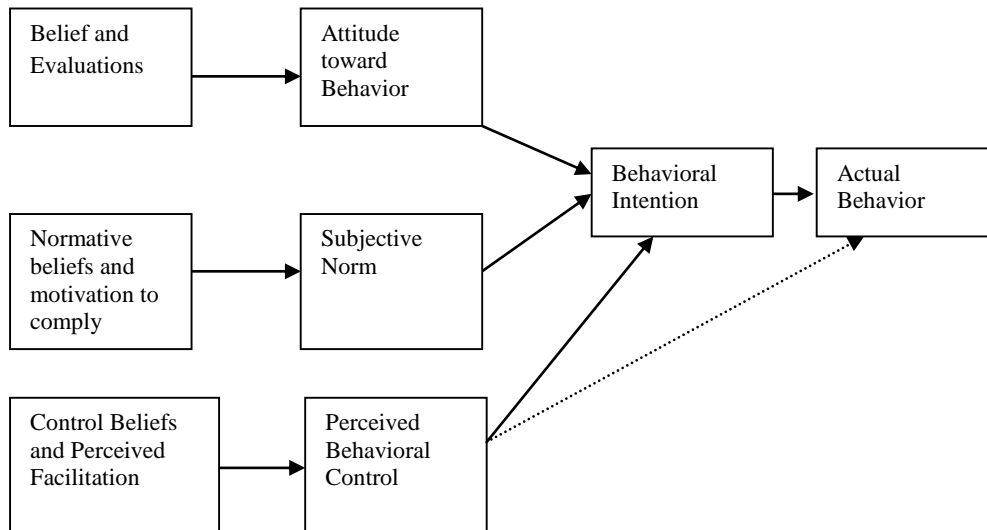 Belief and
Evaluations
Attitude
toward
Behavior
Behavioral
Intention
Actual
Behavior
Normative
beliefs and
motivation to
comply
Subjective
Norm
Control Beliefs
and Perceived
Facilitation
Perceived
Behavioral
Control